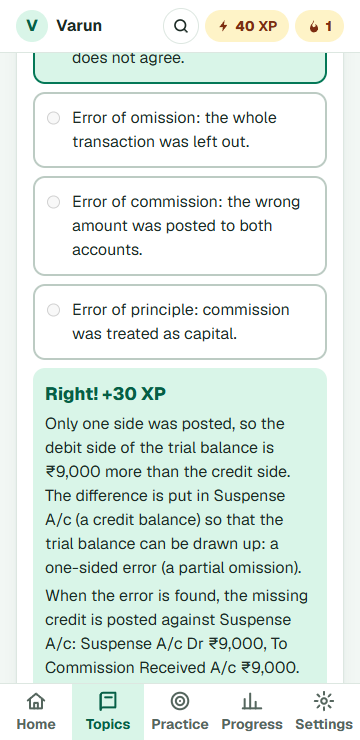 V Varun 40 XP 1
does not agree.
Error of omission: the whole
transaction was left out.
Error of commission: the wrong
amount was posted to both
accounts.
Error of principle: commission
was treated as capital.
Right! +30 XP
Only one side was posted, so the
debit side of the trial balance is
₹9,000 more than the credit side.
The difference is put in Suspense
A/c (a credit balance) so that the
trial balance can be drawn up: a
one-sided error (a partial omission).
When the error is found, the missing
credit is posted against Suspense
A/c: Suspense A/c Dr ₹9,000, To
Commission Received A/c ₹9,000.
Home Topics Practice Progress Settings